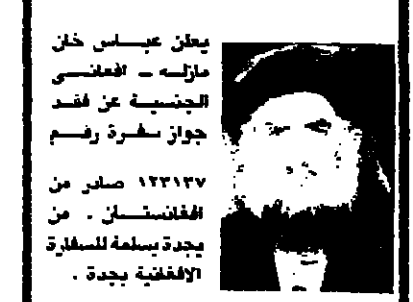 يعلن عباس خان
مازله - افغانى
الجنسية عن فقد
جواز سفرة رقم
١٢٣١٣٧ صادر من
افغانستان . من
يجدة يسلمة للسفارة
الافغانية بجدة .